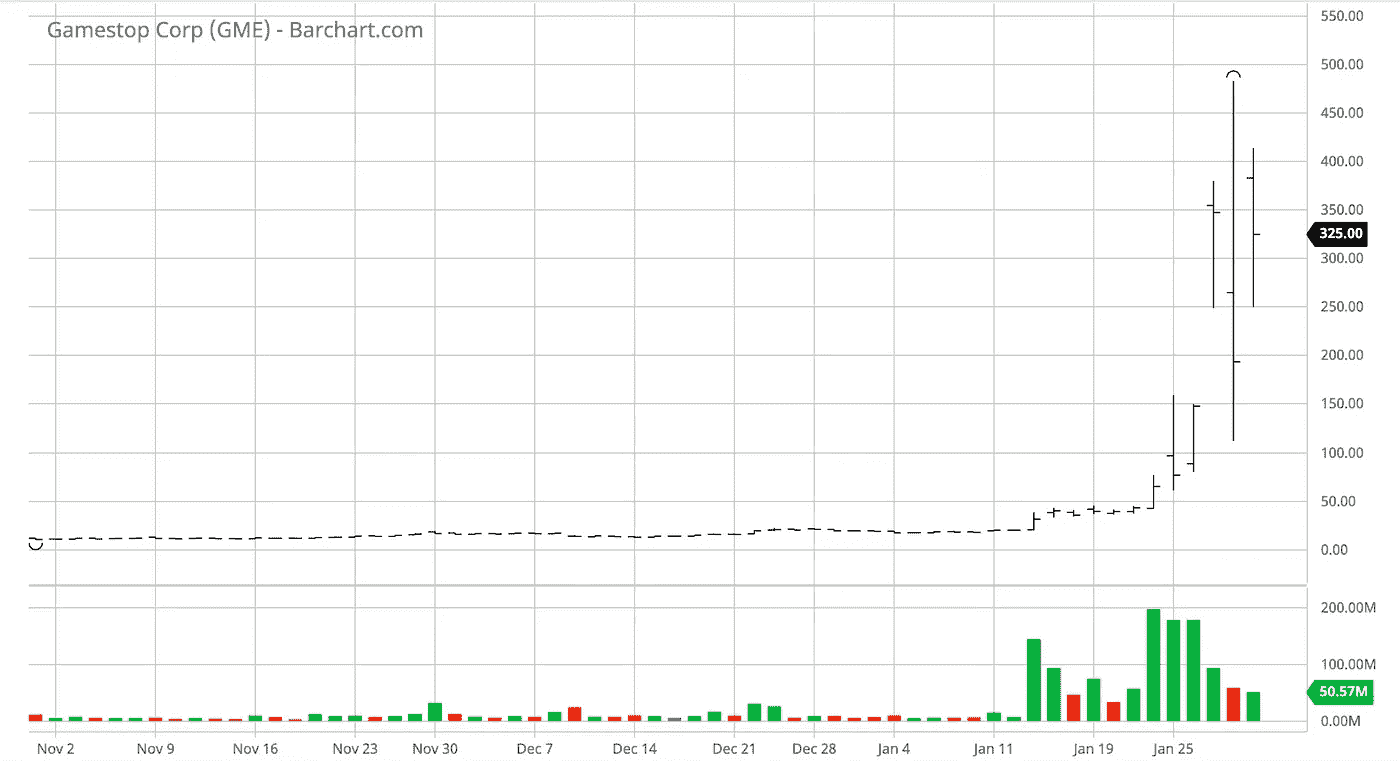 Gamestop Corp (GME) - Barchart.com
550.00
500.00
450.00
400.00
350.00
325.00
300.00
250.00
200.00
150.00
100.00
50.00
0.00
200.00M
100.00M
50.57M
0.00M
Nov 2 Nov 9 Nov 16 Nov 23 Nov 30 Dec 7 Dec 14 Dec 21 Dec 28 Jan 4 Jan 11 Jan 19 Jan 25